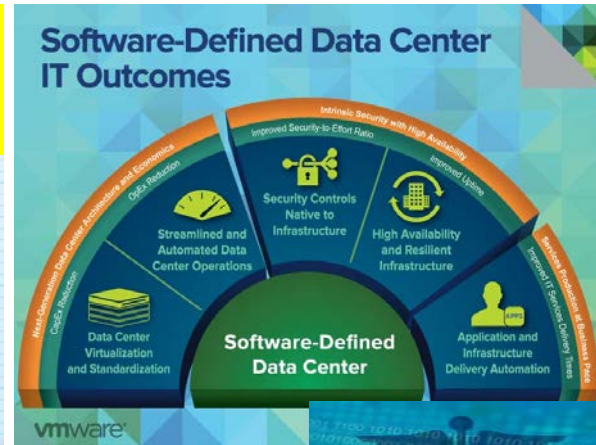 Software-Defined Data Center
IT Outcomes
Next-Generation Data Center Architecture and Economics
CapEx Reduction
OpEx Reduction
Data Center
Virtualization
and Standardization
Streamlined and
Automated Data
Center Operations
Intrinsic Security with High Availability
Improved Security-to-Effort Ratio
Improved Uptime
Security Controls
Native to
Infrastructure
High Availability
and Resilient
Infrastructure
Services Production at Business Pace
Improved IT Services Delivery Times
APPS
Application and
Infrastructure
Delivery Automation
Software-Defined
Data Center
vmware